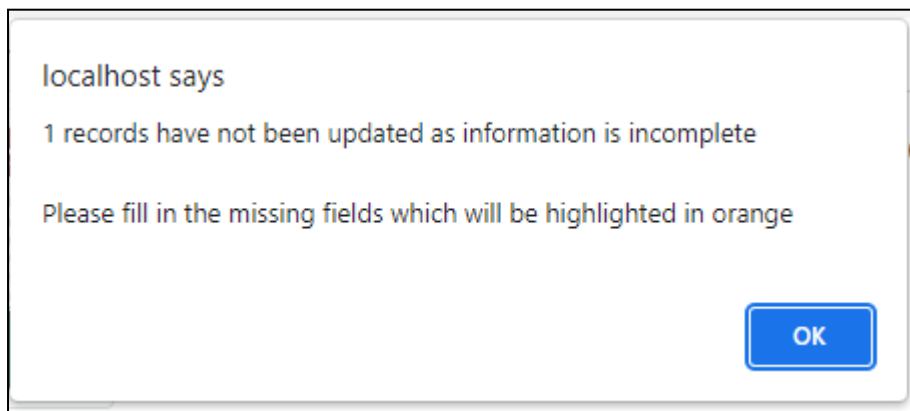 localhost says
1 records have not been updated as information is incomplete
Please fill in the missing fields which will be highlighted in orange
OK